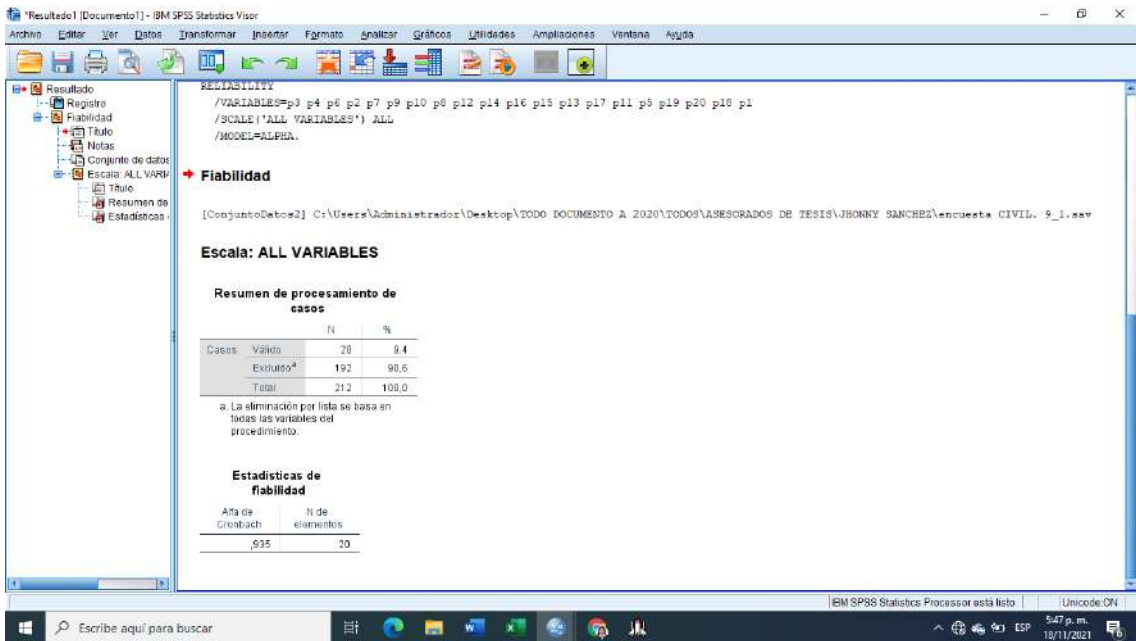 *Resultado1 [Documento1] - IBM SPSS Statistics Visor
Archivo Editar Ver Datos Transformar Insertar Formato Analizar Gráficos Utilidades Ampliaciones Ventana Ayuda
Resultado
Registro
Fiabilidad
Título
Notas
Conjunto de datos
Escala: ALL VARIA
Título
Resumen de
Estadísticas
RELIABILITY
/VARIABLES=p3 p4 p6 p2 p7 p9 p10 p8 p12 p14 p16 p15 p13 p17 p11 p5 p19 p20 p18 p1
/SCALE('ALL VARIABLES') ALL
/MODEL=ALPHA.
Fiabilidad
[ConjuntoDatos2] C:\Users\Administrador\Desktop\TODO DOCUMENTO A 2020\TODOS\ASESORADOS DE TESIS\JHONNY SANCHEZ\encuesta CIVIL. 9_1.sav
Escala: ALL VARIABLES
Resumen de procesamiento de
casos
N %
Casos Válido 20 9,4
Excluido a 192 90,6
Total 212 100,0
a. La eliminación por lista se basa en
todas las variables del
procedimiento.
Estadísticas de
fiabilidad
Alfa de N de
Cronbach elementos
,935 20
IBM SPSS Statistics Processor está listo Unicode:ON
Escribe aquí para buscar
ESP
5:47 p. m.
18/11/2021